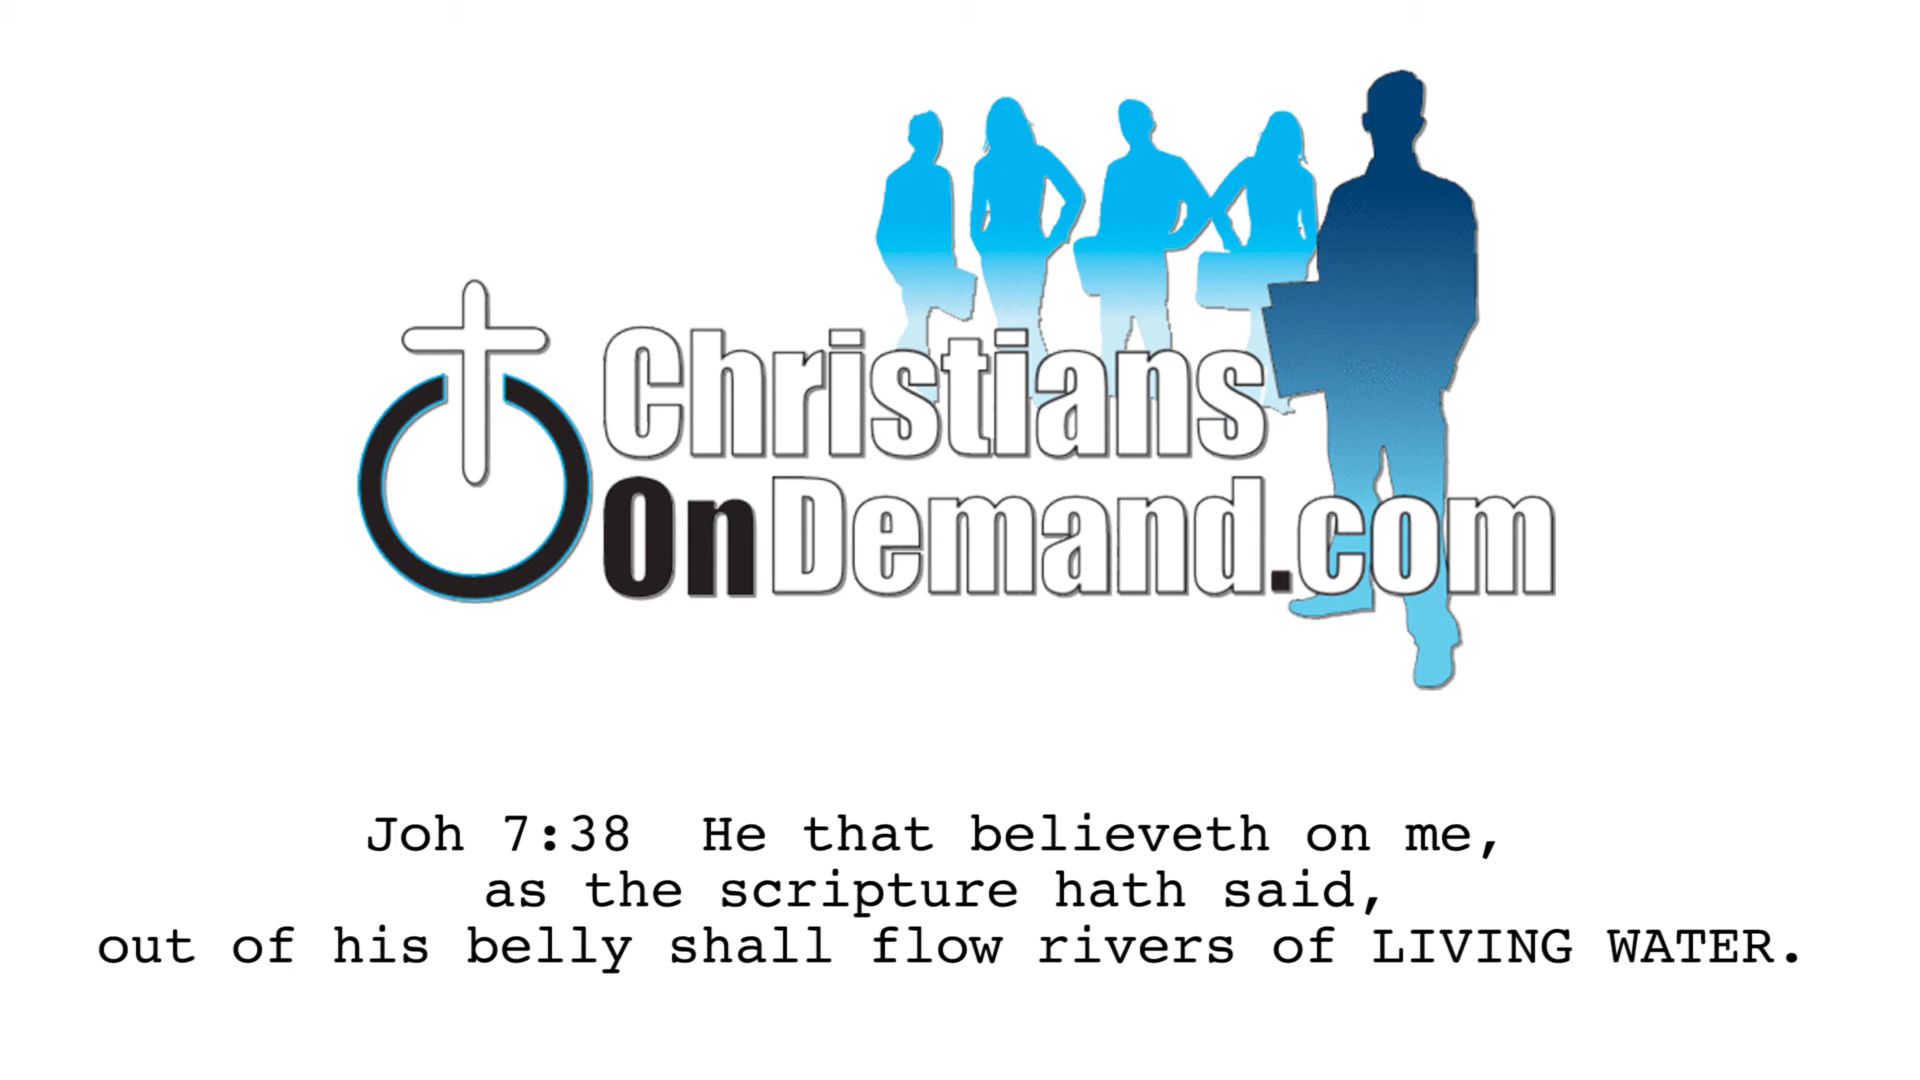 Christians
OnDemand.com
Joh 7:38  He that believeth on me,
as the scripture hath said,
out of his belly shall flow rivers of LIVING WATER.